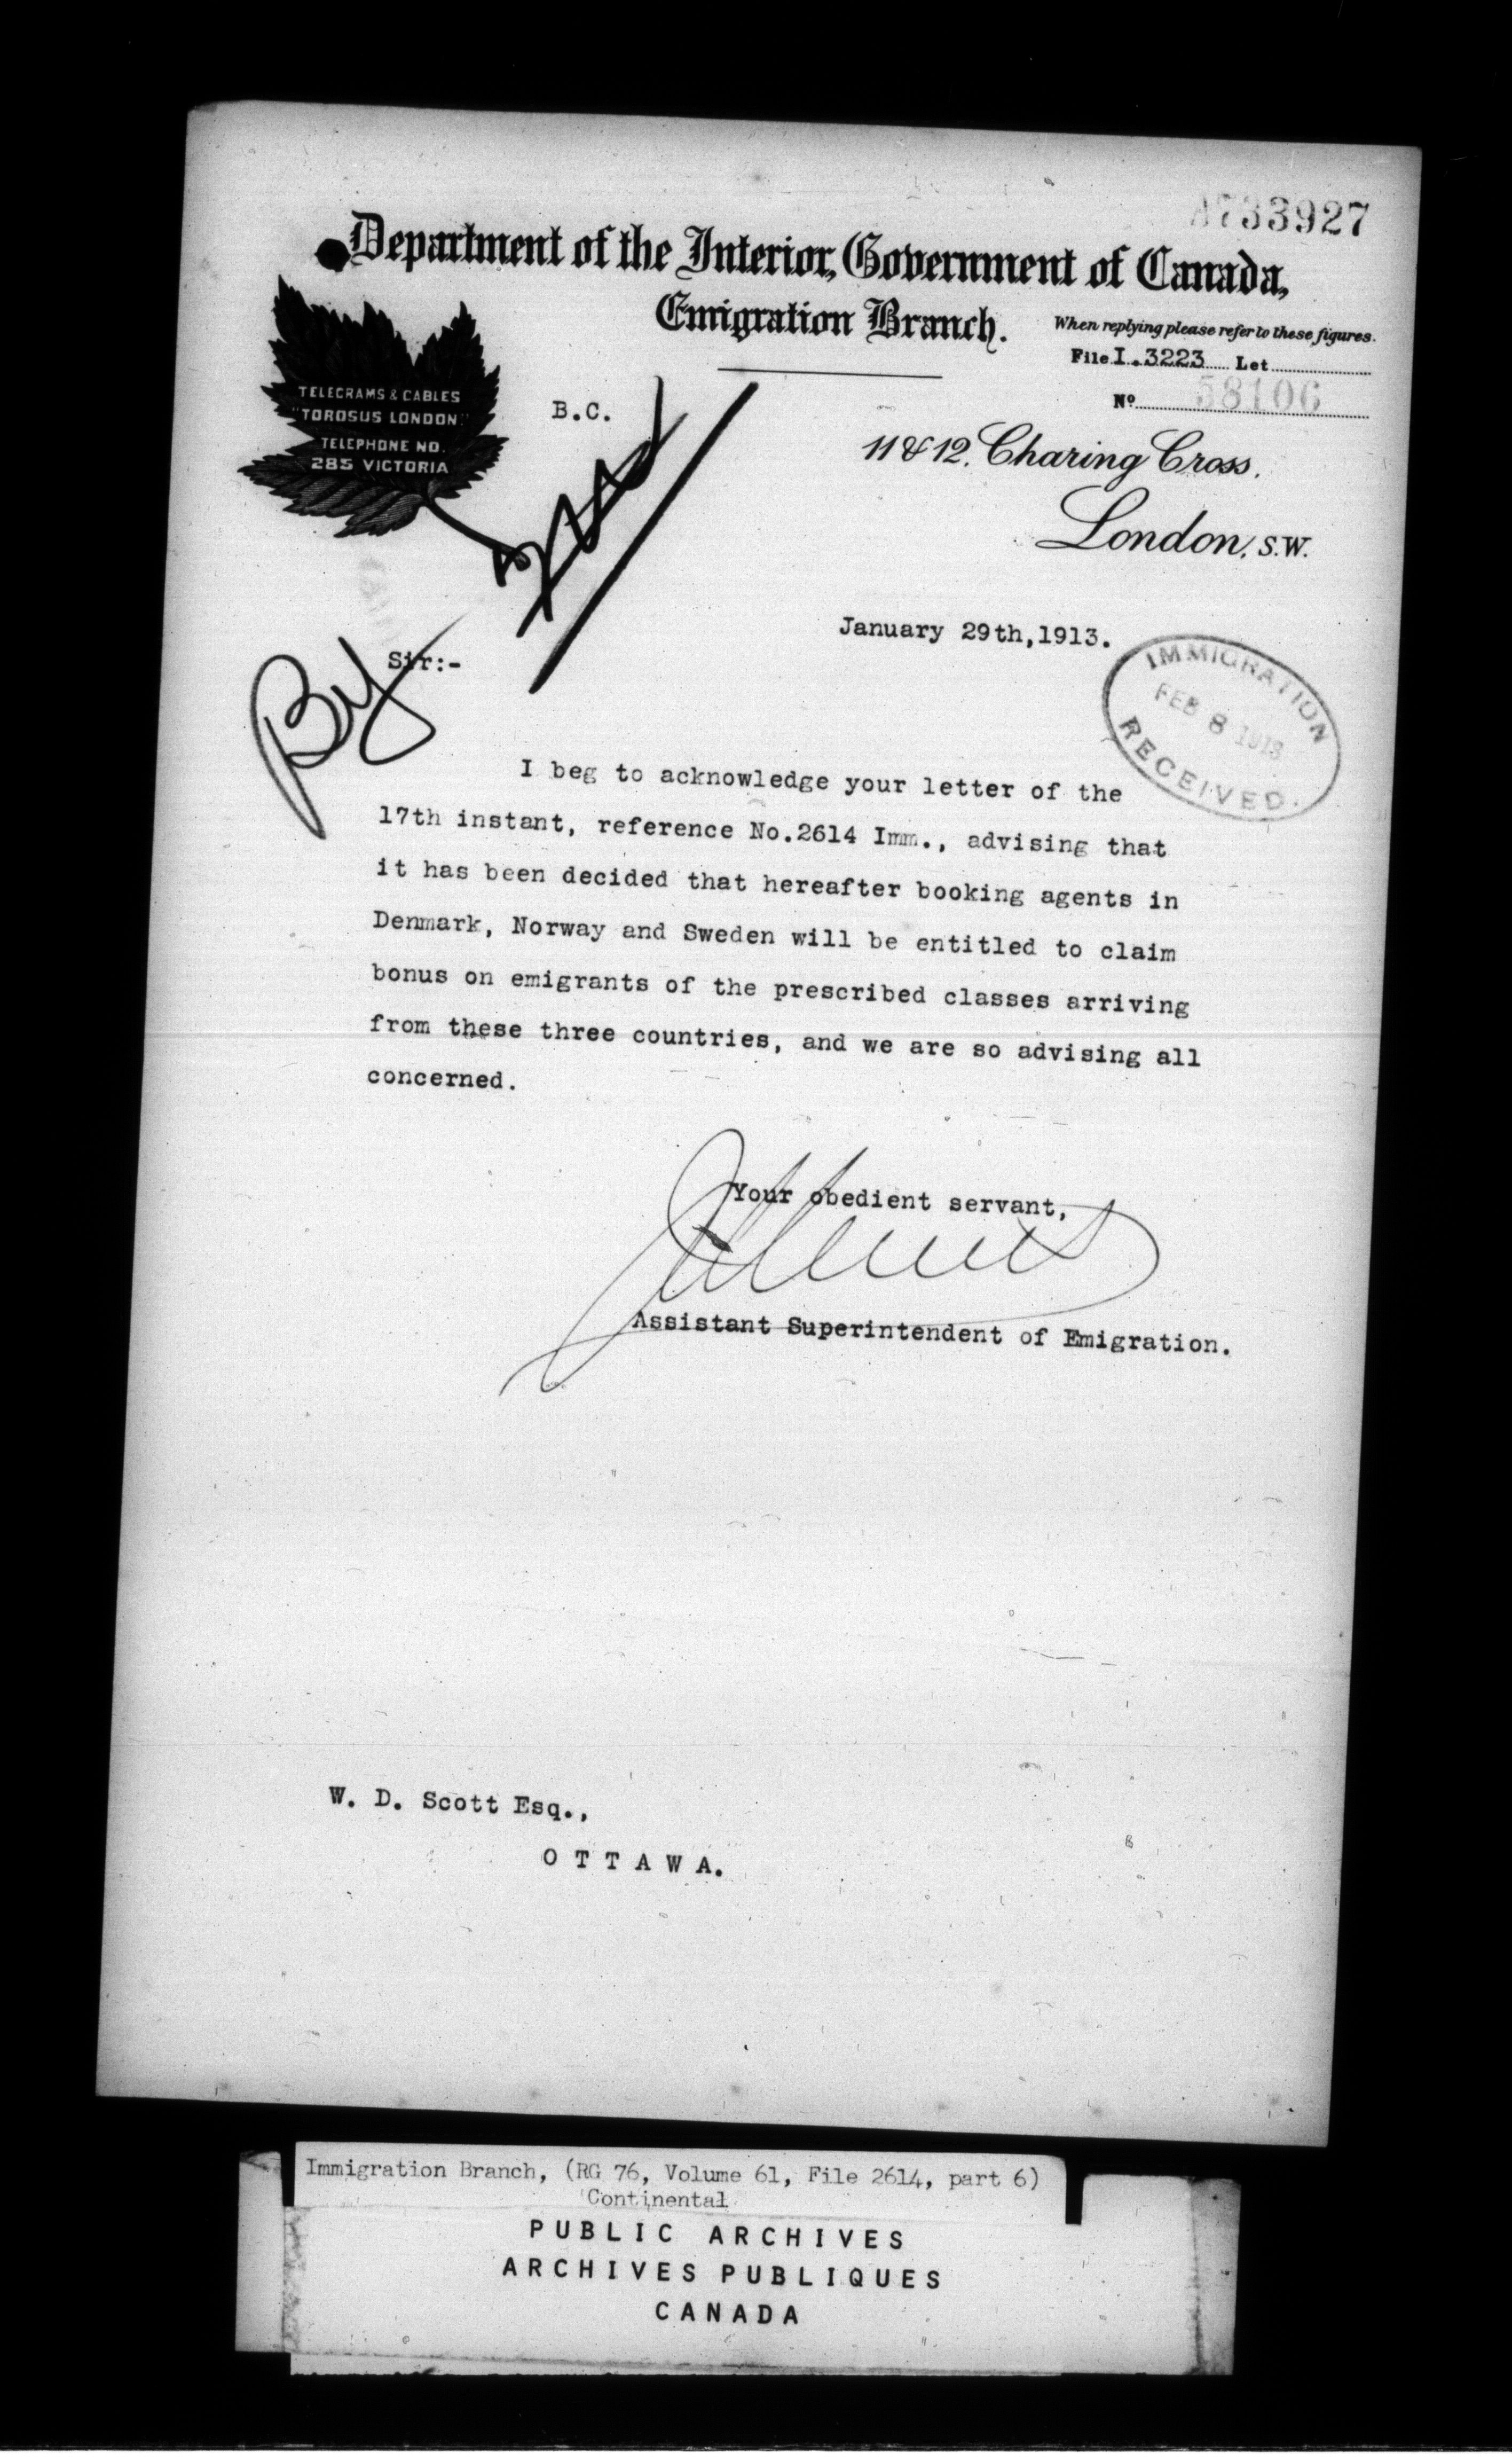 A733927
Department of the Interior, Government of Canada,
Emigration Branch.
When replying please refer to these figures.
File I.3223 Let
No 58106
TELEGRAMS & CABLES
"TOROSUS LONDON"
TELEPHONE NO.
285 VICTORIA
B.C.
11 & 12, Charing Cross,
London, S.W.
January 29th,1913.
IMMIGRATION
FEB 8 1913
RECEIVED.
Sir:-
I beg to acknowledge your letter of the
17th instant, reference No.2614 Imm., advising that
it has been decided that hereafter booking agents in
Denmark, Norway and Sweden will be entitled to claim
bonus on emigrants of the prescribed classes arriving
from these three countries, and we are so advising all
concerned.
Your obedient servant,
Assistant Superintendent of Emigration.
W. D. Scott Esq.,
O T T A W A.
Immigration Branch, (RG 76, Volume 61, File 2614, part 6)
Continental
PUBLIC ARCHIVES
ARCHIVES PUBLIQUES
CANADA